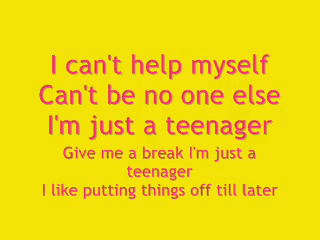 I can't help myself
Can't be no one else
I'm just a teenager
Give me a break I'm just a
teenager
I like putting things off till later